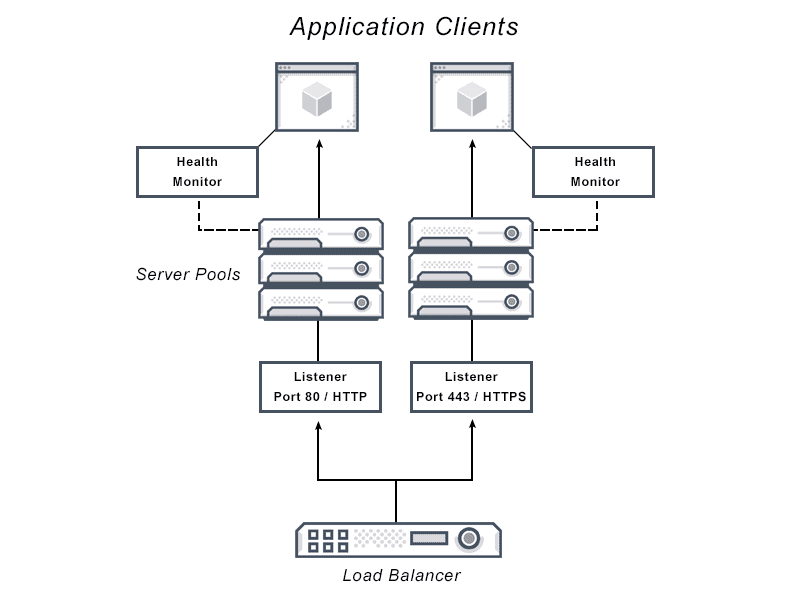 Application Clients
Health
Monitor
Health
Monitor
Server Pools
Listener
Port 80 / HTTP
Listener
Port 443 / HTTPS
Load Balancer